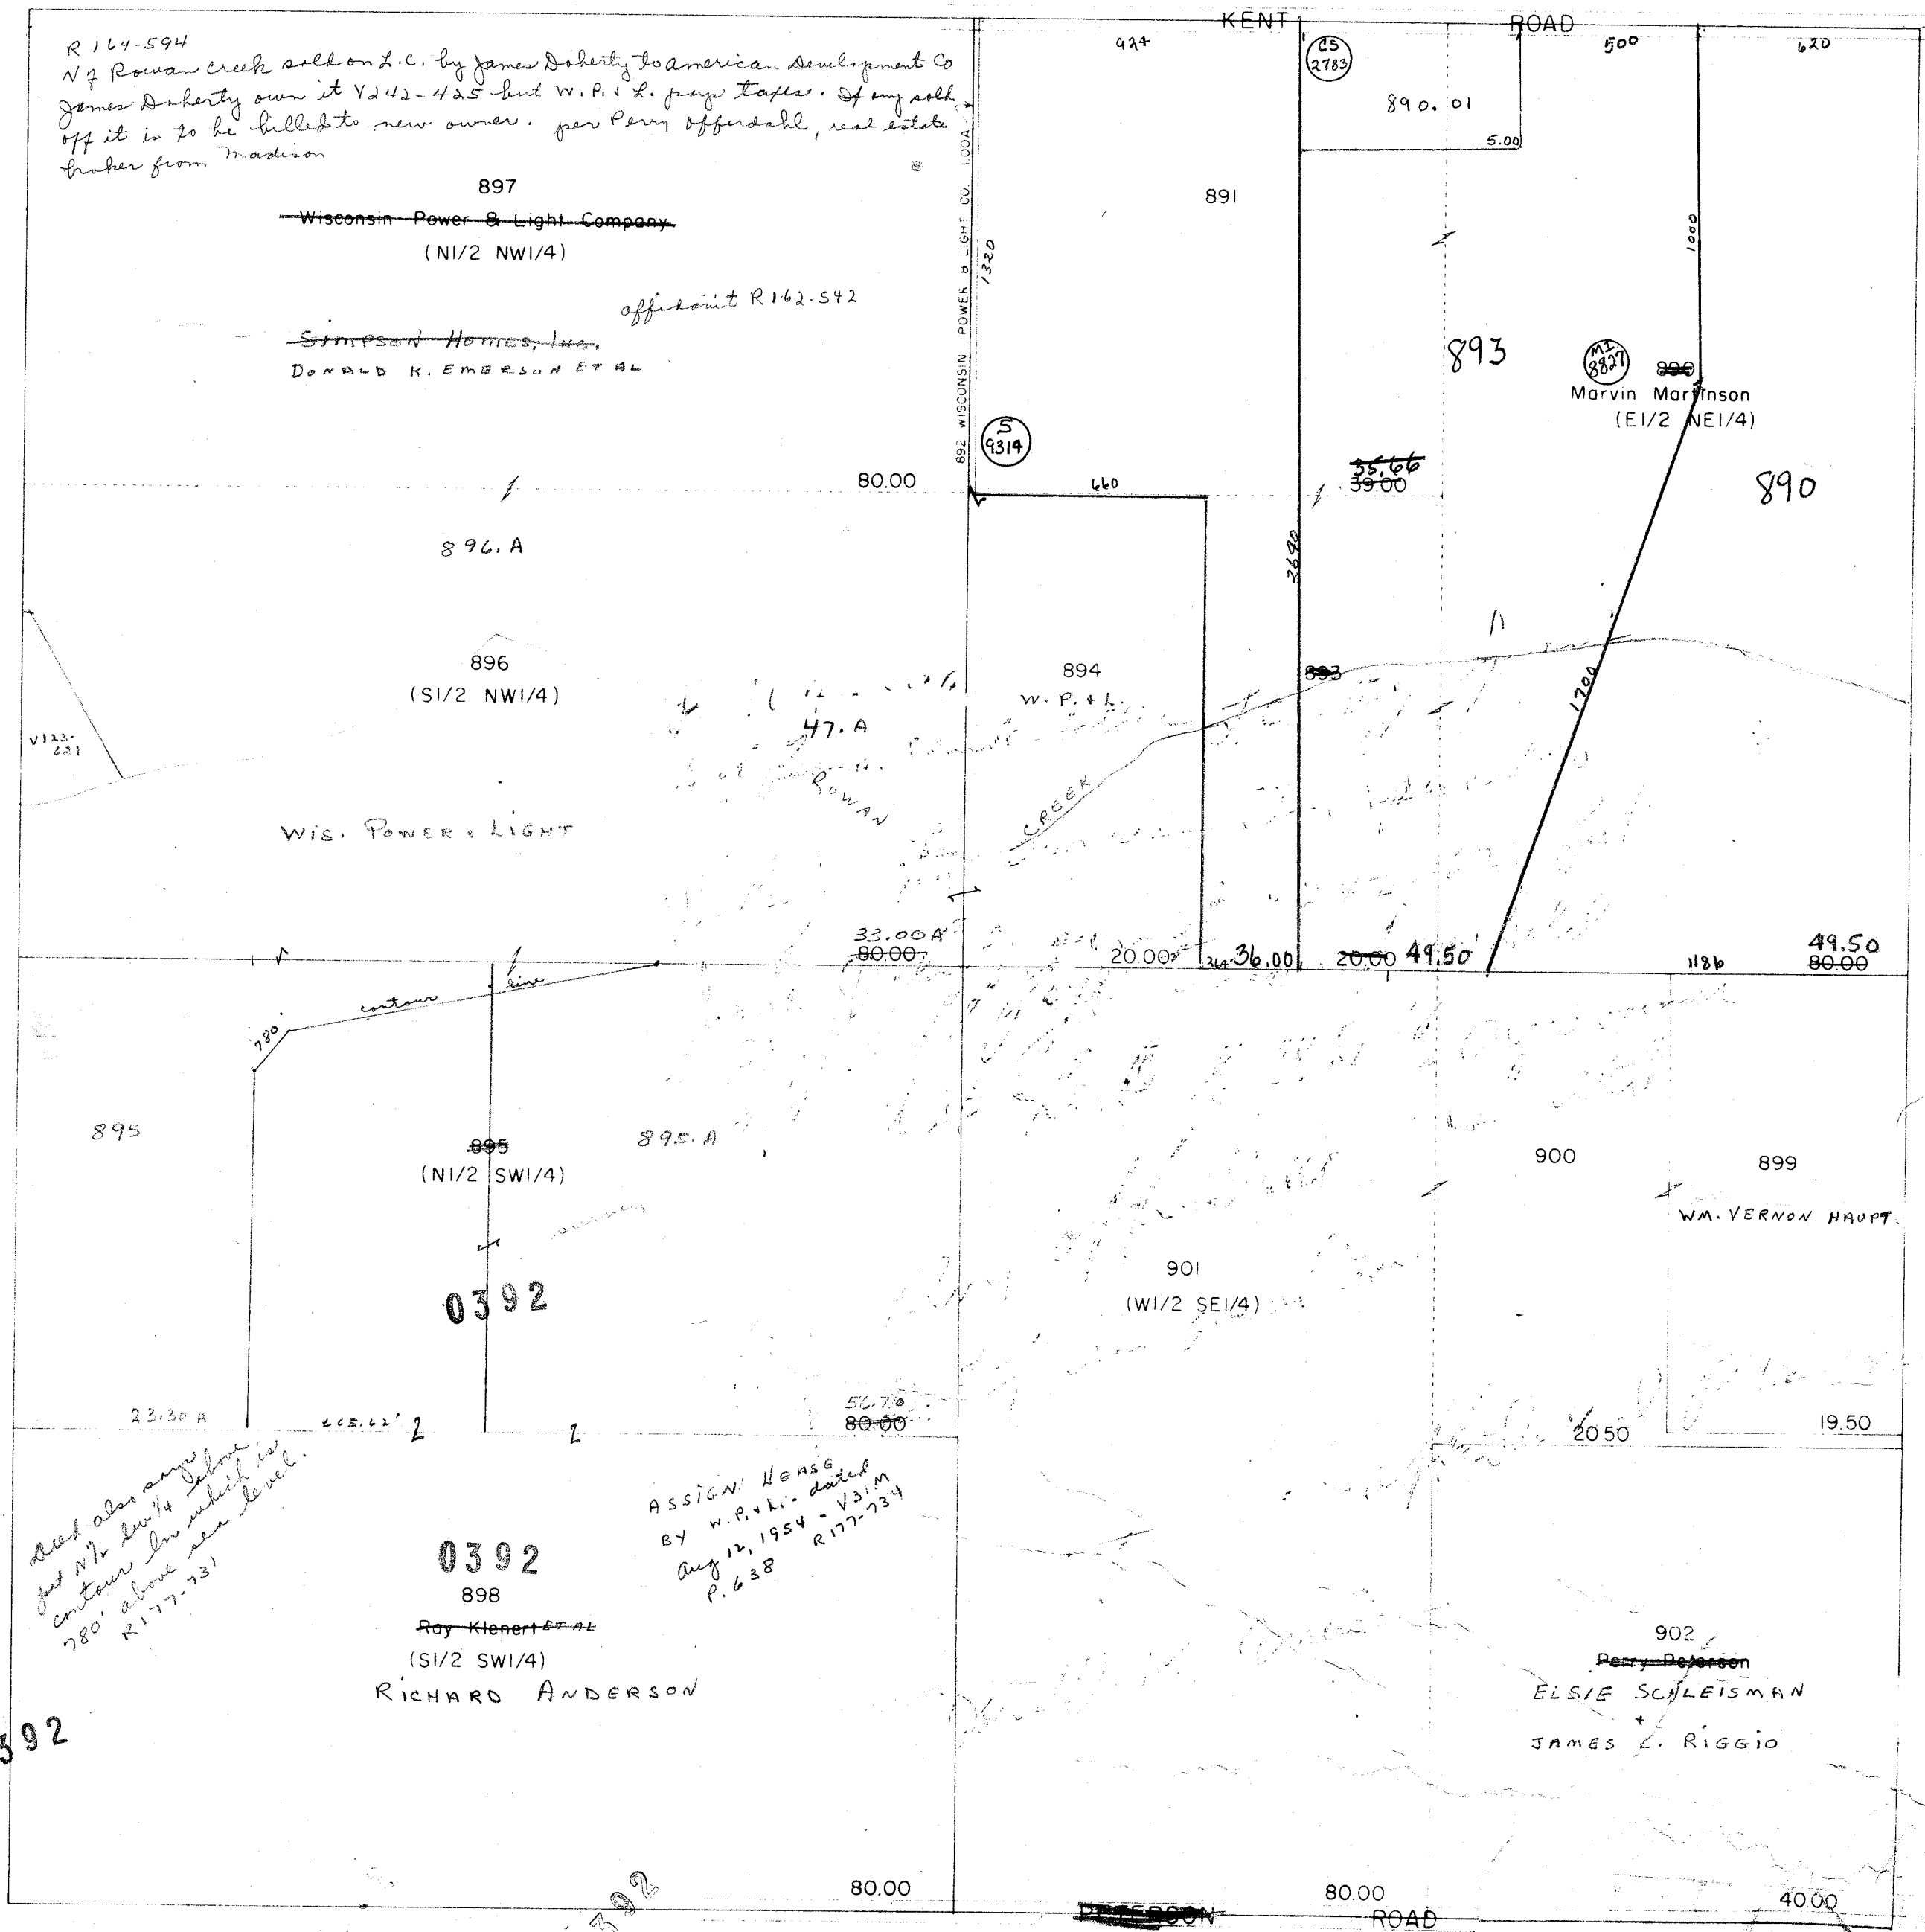 KENT ROAD
R 164-594
N of Rowan Creek sold on L.C. by James Doherty to American Development Co
James Doherty own it V242-425 but W.P. & L. pays taxes. If any sold
off it is to be billed to new owner. per Perry Offerdahl, real estate
broker from Madison
897
Wisconsin Power & Light Company
(N1/2 NW1/4)
affidavit R162-542
Simpson Homes, Inc.
DONALD K. EMERSON ET AL
80.00
892 WISCONSIN POWER & LIGHT CO. 1.00A
1320
924
CS
2783
500
620
890.01
5.00
891
1000
893
M.I.
8827
890
Marvin Martinson
(E1/2 NE1/4)
S
9314
660
35.66
39.00
890
2640
896.A
896
(S1/2 NW1/4)
47.A
V123-
621
WIS. POWER & LIGHT
ROWAN
CREEK
894
W. P. & L.
893
1700
33.00A
80.00
20.00
264
36.00
20.00
49.50
1186
49.50
80.00
contour line
780'
895
895
(N1/2 SW1/4)
895.A
900
899
WM. VERNON HAUPT.
901
(W1/2 SE1/4)
0392
23.30 A
665.62'
2
2
56.70
80.00
20.50
19.50
Deed also says
contour which is
780' above sea level.
R177-731
ASSIGN LEASE
BY W.P. & L. - dated
Aug 12, 1954 - V31M
P. 638 R177-734
0392
898
Ray Klenert ET AL
(S1/2 SW1/4)
RICHARD ANDERSON
902
Perry Peterson
ELSIE SCHLEISMAN
+
JAMES L. RIGGIO
392
392
80.00
80.00
40.00
PETERSON ROAD